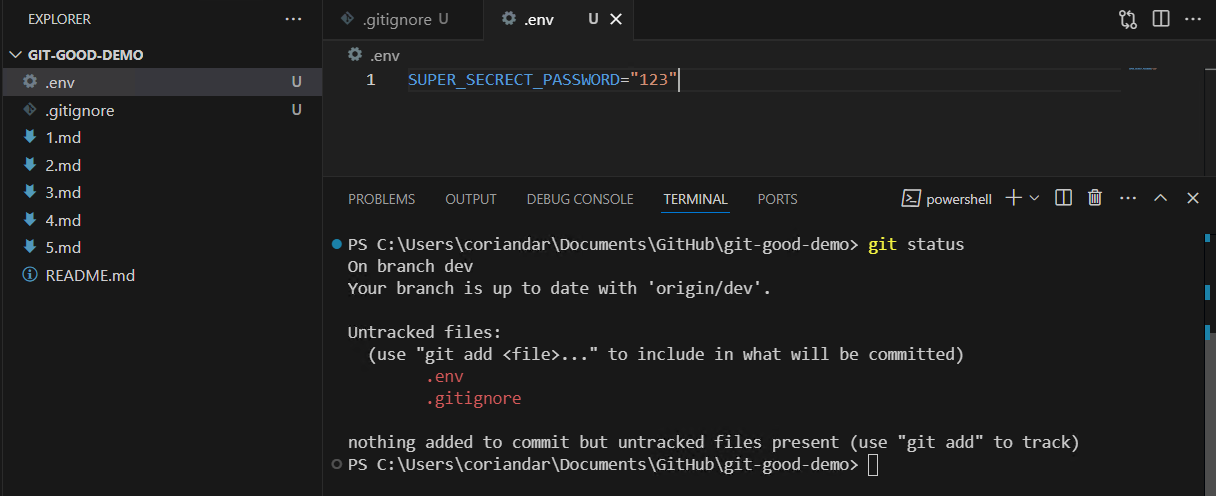 EXPLORER ...
GIT-GOOD-DEMO
.env U
.gitignore U
1.md
2.md
3.md
4.md
5.md
README.md
.gitignore U .env U
.env
1 SUPER_SECRECT_PASSWORD="123"
PROBLEMS OUTPUT DEBUG CONSOLE TERMINAL PORTS powershell
PS C:\Users\coriandar\Documents\GitHub\git-good-demo> git status
On branch dev
Your branch is up to date with 'origin/dev'.
Untracked files:
(use "git add <file>..." to include in what will be committed)
.env
.gitignore
nothing added to commit but untracked files present (use "git add" to track)
PS C:\Users\coriandar\Documents\GitHub\git-good-demo>